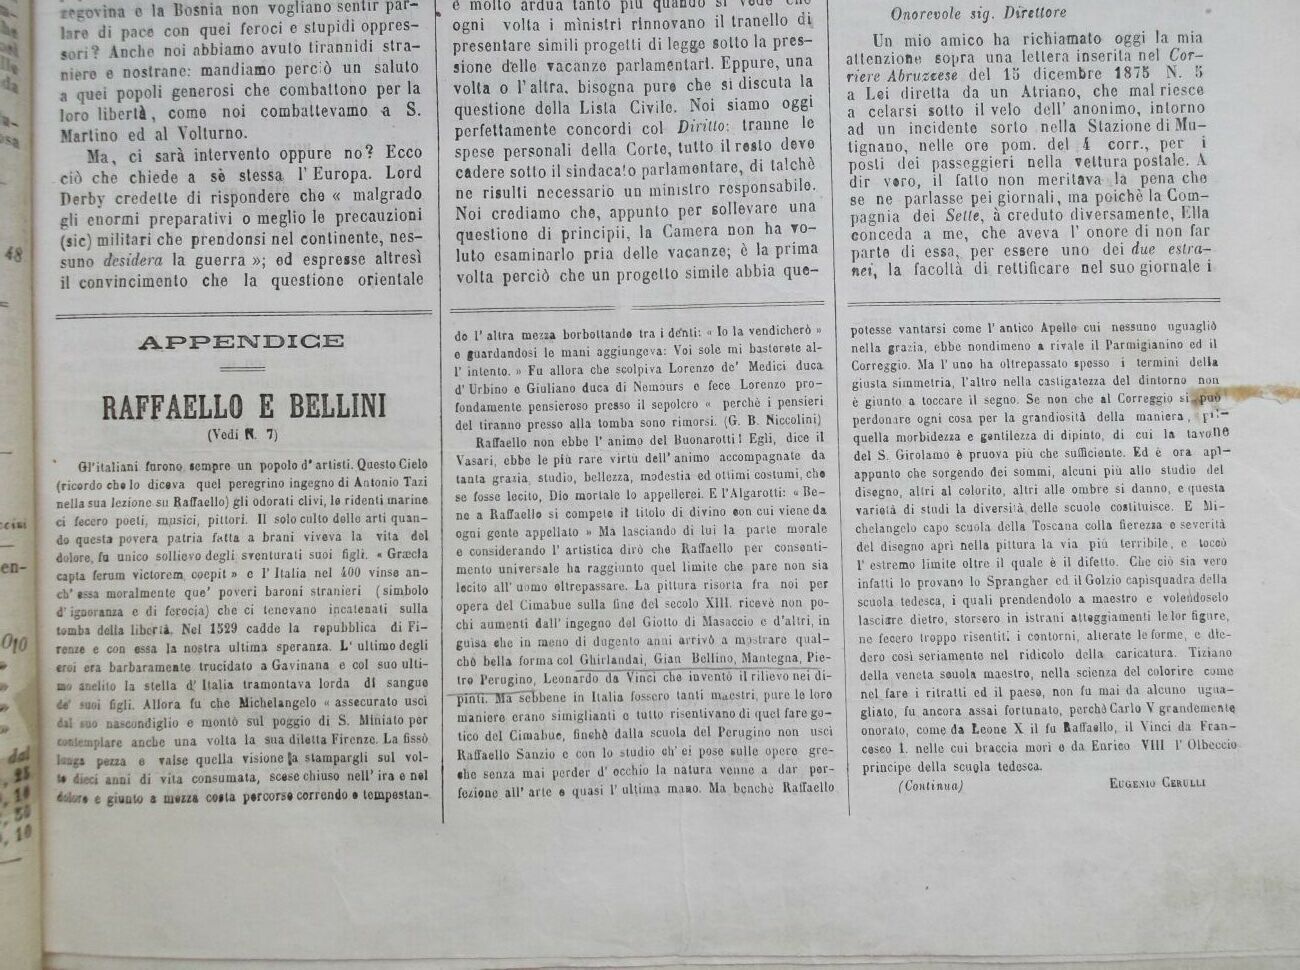 zegovina e la Bosnia non vogliano sentir par-
lare di pace con quei feroci e stupidi oppres-
sori? Anche noi abbiamo avuto tirannidi stra-
niere e nostrane: mandiamo perciò un saluto
a quei popoli generosi che combattono per la
loro libertà, come noi combattevamo a S.
Martino ed al Volturno.
Ma, ci sarà intervento oppure no? Ecco
ciò che chiede a sè stessa l'Europa. Lord
Derby credette di rispondere che « malgrado
gli enormi preparativi o meglio le precauzioni
(sic) militari che prendonsi nel continente, nes-
suno desidera la guerra »; ed espresse altresì
il convincimento che la questione orientale
è molto ardua tanto più quando si vede che
ogni volta i ministri rinnovano il tranello di
presentare simili progetti di legge sotto la pres-
sione delle vacanze parlamentari. Eppure, una
volta o l'altra. bisogna pure che si discuta la
questione della Lista Civile. Noi siamo oggi
perfettamente concordi col Diritto: tranne le
spese personali della Corte, tutto il resto deve
cadere sotto il sindacato parlamentare, di talchè
ne risulti necessario un ministro responsabile.
Noi crediamo che, appunto per sollevare una
questione di principii, la Camera non ha vo-
luto esaminarlo pria delle vacanze; è la prima
volta perciò che un progetto simile abbia que-
Onorevole sig. Direttore
Un mio amico ha richiamato oggi la mia
attenzione sopra una lettera inserita nel Cor-
riere Abruzzese del 15 dicembre 1875 N. 5
a Lei diretta da un Atriano, che mal riesce
a celarsi sotto il velo dell' anonimo, intorno
ad un incidente sorto nella Stazione di Mu-
tignano, nelle ore pom. del 4 corr., per i
posti dei passeggieri nella vettura postale. A
dir vero, il fatto non meritava la pena che
se ne parlasse pei giornali, ma poichè la Com-
pagnia dei Sette, à creduto diversamente, Ella
conceda a me, che aveva l' onore di non far
parte di essa, per essere uno dei due estra-
nei, la facoltà di rettificare nel suo giornale i
APPENDICE
RAFFAELLO E BELLINI
(Vedi N. 7)
Gl'italiani furono sempre un popolo d'artisti. Questo Cielo
(ricordo che lo diceva quel peregrino ingegno di Antonio Tazi
nella sua lezione su Raffaello) gli odorati clivi, le ridenti marine
ci fecero poeti, musici, pittori. Il solo culto delle arti quan-
do questa povera patria fatta a brani viveva la vita del
dolore, fu unico sollievo degli sventurati suoi figli. « Græcia
capta ferum victorem cœpit » e l'Italia nel 400 vinse an-
ch' essa moralmente que' poveri baroni stranieri (simbolo
d' ignoranza e di ferocia) che ci tenevano incatenati sulla
tomba della libertà. Nel 1529 cadde la repubblica di Fi-
renze e con essa la nostra ultima speranza. L' ultimo degli
eroi era barbaramente trucidato a Gavinana e col suo ulti-
mo anelito la stella d' Italia tramontava lorda di sangue
de' suoi figli. Allora fu che Michelangelo « assecurato uscì
dal suo nascondiglio e montò sul poggio di S. Miniato per
contemplare anche una volta la sua diletta Firenze. La fissò
lunga pezza e valse quella visione a stampargli sul vol-
to dieci anni di vita consumata, scese chiuso nell' ira e nel
dolore e giunto a mezza costa percorse correndo e tempestan-
do l' altra mezza borbottando tra i denti: « Io la vendicherò »
e guardandosi le mani aggiungeva: Voi sole mi basterete al-
l' intento. » Fu allora che scolpiva Lorenzo de' Medici duca
d' Urbino e Giuliano duca di Nemours e fece Lorenzo pro-
fondamente pensieroso presso il sepolcro « perchè i pensieri
del tiranno presso alla tomba sono rimorsi. (G. B. Niccolini)
Raffaello non ebbe l' animo del Buonarotti! Egli, dice il
Vasari, ebbe le più rare virtù dell' animo accompagnate da
tanta grazia, studio, bellezza, modestia ed ottimi costumi, che
se fosse lecito, Dio mortale lo appellerei. E l'Algarotti: « Be-
ne a Raffaello si compete il titolo di divino con cui viene da
ogni gente appellato » Ma lasciando di lui la parte morale
e considerando l' artistica dirò che Raffaello per consenti-
mento universale ha raggiunto quel limite che pare non sia
lecito all' uomo oltrepassare. La pittura risorta fra noi per
opera del Cimabue sulla fine del secolo XIII. ricevè non po-
chi aumenti dall' ingegno del Giotto di Masaccio e d'altri, in
guisa che in meno di dugento anni arrivò a mostrare qual-
che bella forma col Ghirlandai, Gian Bellino, Mantegna, Pie-
tro Perugino, Leonardo da Vinci che inventò il rilievo nei di-
pinti. Ma sebbene in Italia fossero tanti maestri, pure le loro
maniere erano simiglianti e tutto risentivano di quel fare go-
tico del Cimabue, finchè dalla scuola del Perugino non uscì
Raffaello Sanzio e con lo studio ch' ei pose sulle opere gre-
che senza mai perder d' occhio la natura venne a dar per-
fezione all' arte e quasi l' ultima mano. Ma benchè Raffaello
potesse vantarsi come l' antico Apello cui nessuno uguagliò
nella grazia, ebbe nondimeno a rivale il Parmigianino ed il
Correggio. Ma l' uno ha oltrepassato spesso i termini della
giusta simmetria, l'altro nella castigatezza del dintorno non
è giunto a toccare il segno. Se non che al Correggio si può
perdonare ogni cosa per la grandiosità della maniera, per
quella morbidezza e gentilezza di dipinto, di cui la tavola
del S. Girolamo è pruova più che sufficiente. Ed è ora
appunto che sorgendo dei sommi, alcuni più allo studio del
disegno, altri al colorito, altri alle ombre si danno, e questa
varietà di studi la diversità delle scuole costituisce. E Mi-
chelangelo capo scuola della Toscana colla fierezza e severità
del disegno aprì nella pittura la via più terribile, e toccò
l' estremo limite oltre il quale è il difetto. Che ciò sia vero
infatti lo provano lo Sprangher ed il Golzio capisquadra della
scuola tedesca, i quali prendendolo a maestro e volendoselo
lasciare dietro, storsero in istrani atteggiamenti le lor figure,
ne fecero troppo risentiti i contorni, alterate le forme, e die-
dero così seriamente nel ridicolo della caricatura. Tiziano
della veneta scuola maestro, nella scienza del colorire come
nel fare i ritratti ed il paese, non fu mai da alcuno ugua-
gliato, fu ancora assai fortunato, perchè Carlo V grandemente
onorato, come da Leone X il fu Raffaello, il Vinci da Fran-
cesco I. nelle cui braccia morì e da Enrico VIII l' Olbeccio
principe della scuola tedesca.
(Continua)
EUGENIO CERULLI